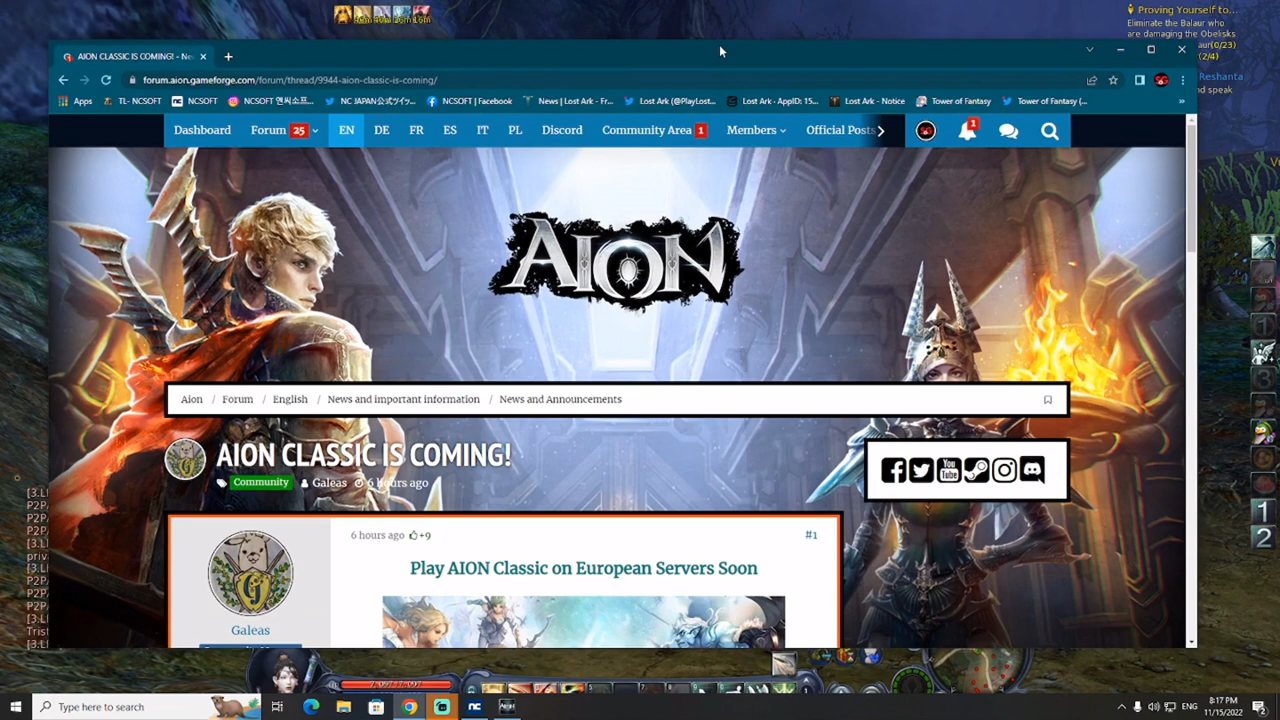 Proving Yourself to...
Eliminate the Balaur who
are damaging the Obelisks
AION CLASSIC IS COMING! - Ne
forum.aion.gameforge.com/forum/thread/9944-aion-classic-is-coming/
Apps
TL- NCSOFT
NCSOFT
NCSOFT 엔씨소프...
NC JAPAN公式ツイッ...
NCSOFT | Facebook
News | Lost Ark - Fr...
Lost Ark (@PlayLost...
Lost Ark - AppID: 15...
Lost Ark - Notice
Tower of Fantasy
Tower of Fantasy (...
Dashboard
Forum 25
EN
DE
FR
ES
IT
PL
Discord
Community Area 1
Members
Official Posts
1
AION
Aion / Forum / English / News and important information / News and Announcements
AION CLASSIC IS COMING!
Community Galeas 6 hours ago
You Tube
6 hours ago +9 #1
Play AION Classic on European Servers Soon
Galeas
1
2
Type here to search
ENG
8:17 PM
11/15/2022
2